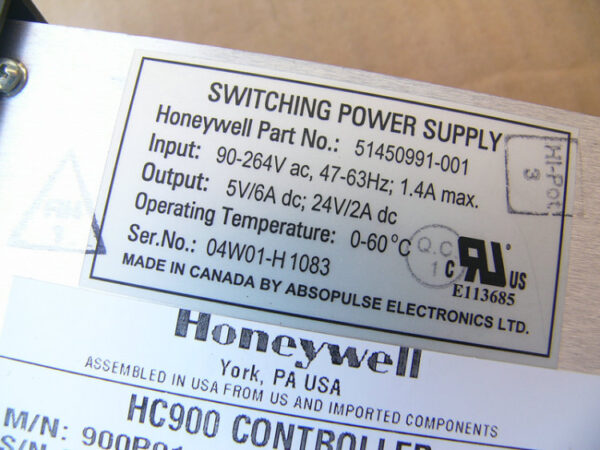 SWITCHING POWER SUPPLY
Honeywell Part No.: 51450991-001
Input: 90-264V ac, 47-63Hz; 1.4A max.
Output: 5V/6A dc; 24V/2A dc
Operating Temperature: 0-60°C
Ser.No.: 04W01-H1083
MADE IN CANADA BY ABSOPULSE ELECTRONICS LTD.
HI-Pot
3
Q.C
1
C US
E113685
Honeywell
York, PA USA
ASSEMBLED IN USA FROM US AND IMPORTED COMPONENTS
HC900 CONTROLLER
M/N:
S/N